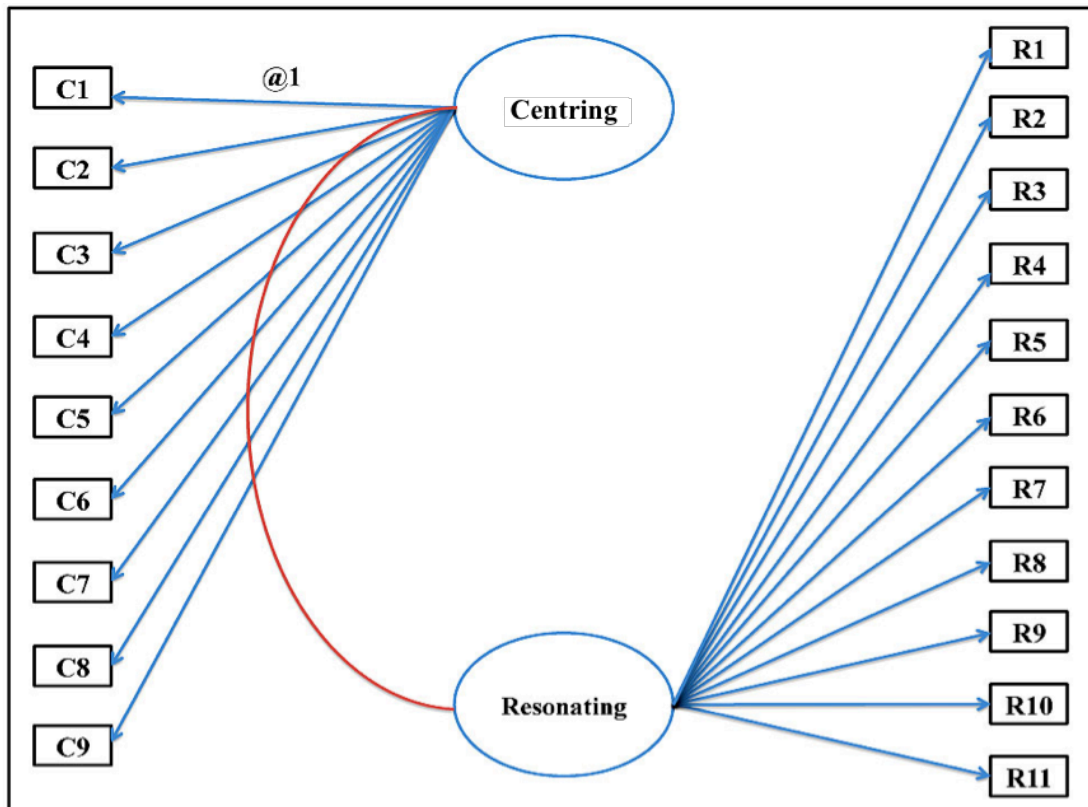 @1
Centring
Resonating
C1
C2
C3
C4
C5
C6
C7
C8
C9
R1
R2
R3
R4
R5
R6
R7
R8
R9
R10
R11